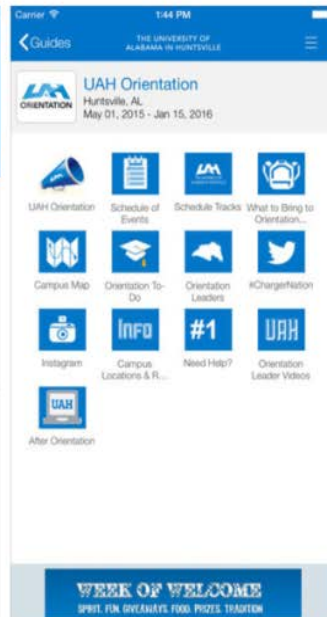 Carrier 1:44 PM
Guides
THE UNIVERSITY OF
ALABAMA IN HUNTSVILLE
UAH
ORIENTATION
UAH Orientation
Huntsville, AL
May 01, 2015 - Jan 15, 2016
UAH Orientation
Schedule of
Events
UAH
Schedule Tracks
What to Bring to
Orientation...
Campus Map
Orientation To-
Do
Orientation
Leaders
#ChargerNation
Instagram
Info
Campus
Locations & R...
#1
Need Help?
UAH
Orientation
Leader Videos
UAH
After Orientation
WEEK OF WELCOME
SPIRIT. FUN. GIVEAWAYS. FOOD. PRIZES. TRADITION